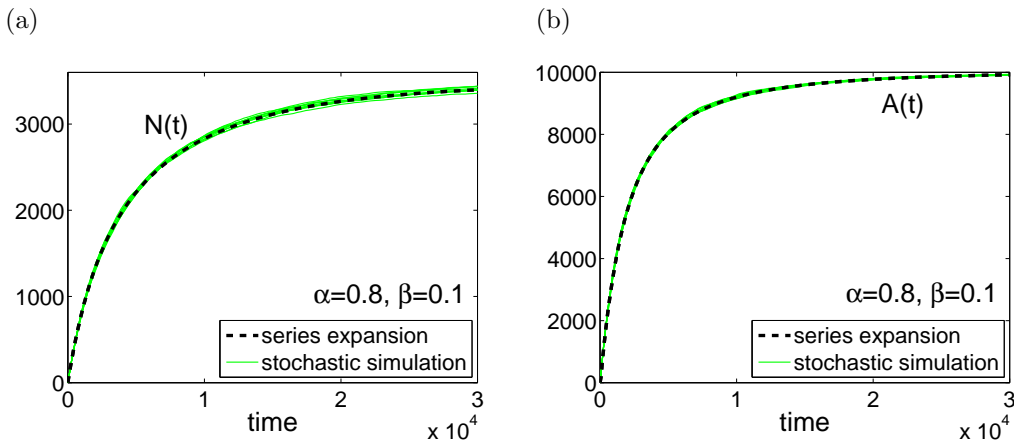 (a)
3000
2000
1000
0
N(t)
α=0.8, β=0.1
series expansion
stochastic simulation
0
1
2
3
time
x 10^4
(b)
10000
8000
6000
4000
2000
0
A(t)
α=0.8, β=0.1
series expansion
stochastic simulation
0
1
2
3
time
x 10^4